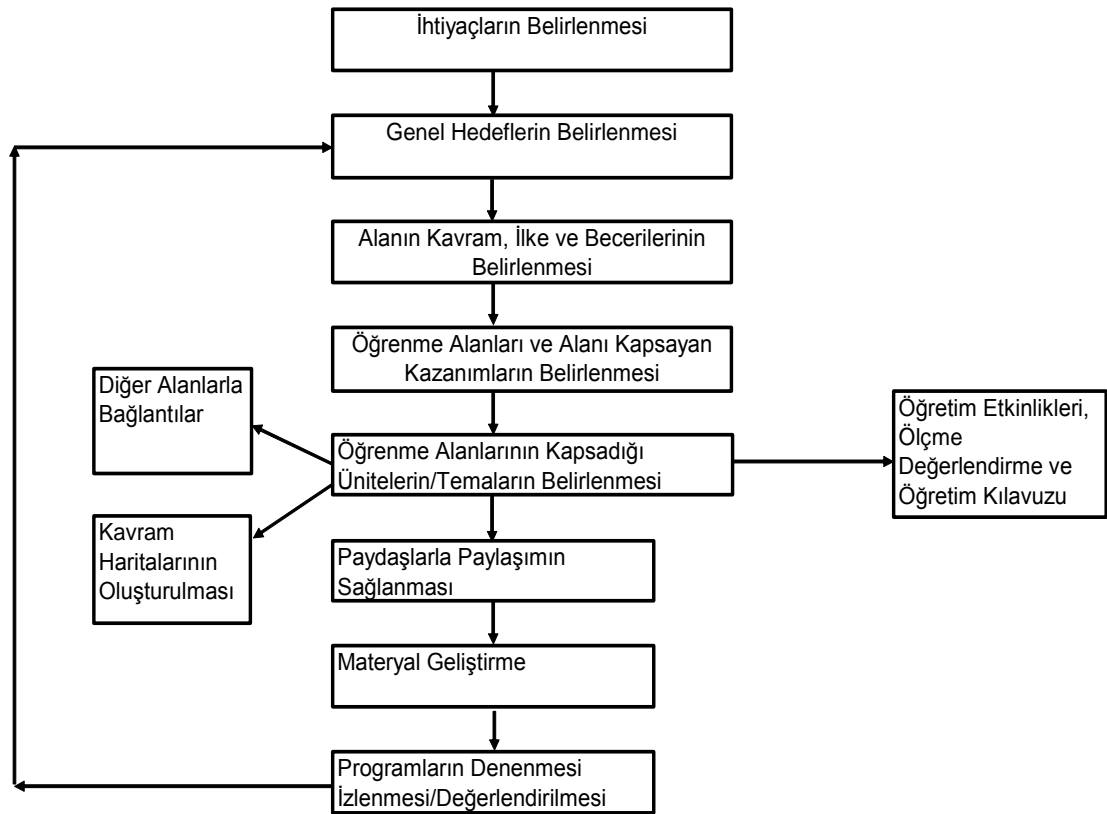 İhtiyaçların Belirlenmesi
Genel Hedeflerin Belirlenmesi
Alanın Kavram, İlke ve Becerilerinin
Belirlenmesi
Öğrenme Alanları ve Alanı Kapsayan
Kazanımların Belirlenmesi
Diğer Alanlarla
Bağlantılar
Öğrenme Alanlarının Kapsadığı
Ünitelerin/Temaların Belirlenmesi
Öğretim Etkinlikleri,
Ölçme
Değerlendirme ve
Öğretim Kılavuzu
Kavram
Haritalarının
Oluşturulması
Paydaşlarla Paylaşımın
Sağlanması
Materyal Geliştirme
Programların Denenmesi
İzlenmesi/Değerlendirilmesi